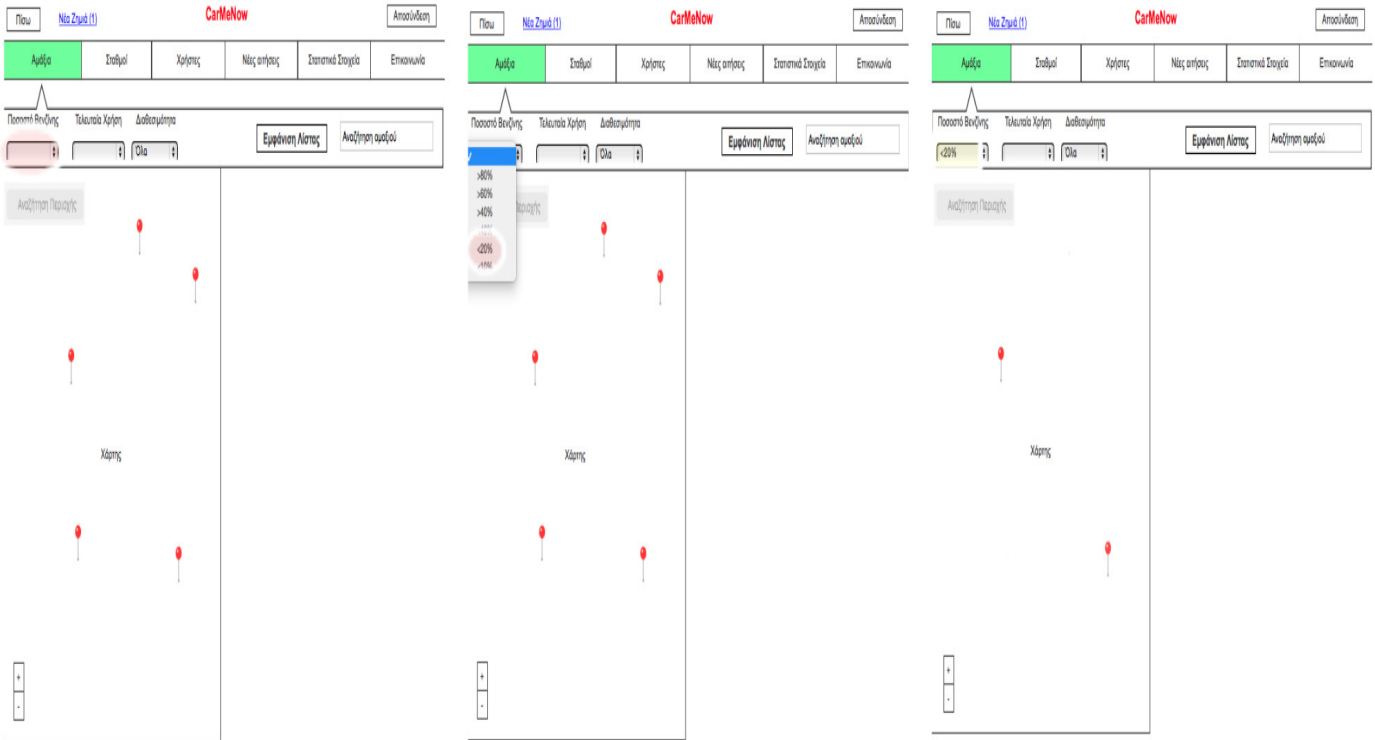 Πίσω Νέα Ζημιά (1) CarMeNow Αποσύνδεση
Αμάξια Σταθμοί Χρήστες Νέες αιτήσεις Στατιστικά Στοιχεία Επικοινωνία
Ποσοστό Βενζίνης Τελευταία Χρήση Διαθεσιμότητα
Όλα Εμφάνιση Λίστας Αναζήτηση αμαξιού
Αναζήτηση Περιοχής
Χάρτης
+
-
Πίσω Νέα Ζημιά (1) CarMeNow Αποσύνδεση
Αμάξια Σταθμοί Χρήστες Νέες αιτήσεις Στατιστικά Στοιχεία Επικοινωνία
Ποσοστό Βενζίνης Τελευταία Χρήση Διαθεσιμότητα
Όλα Εμφάνιση Λίστας Αναζήτηση αμαξιού
>80%
>60%
>40%
<20%
<10%
Χάρτης
+
-
Πίσω Νέα Ζημιά (1) CarMeNow Αποσύνδεση
Αμάξια Σταθμοί Χρήστες Νέες αιτήσεις Στατιστικά Στοιχεία Επικοινωνία
Ποσοστό Βενζίνης Τελευταία Χρήση Διαθεσιμότητα
<20% Όλα Εμφάνιση Λίστας Αναζήτηση αμαξιού
Αναζήτηση Περιοχής
Χάρτης
+
-